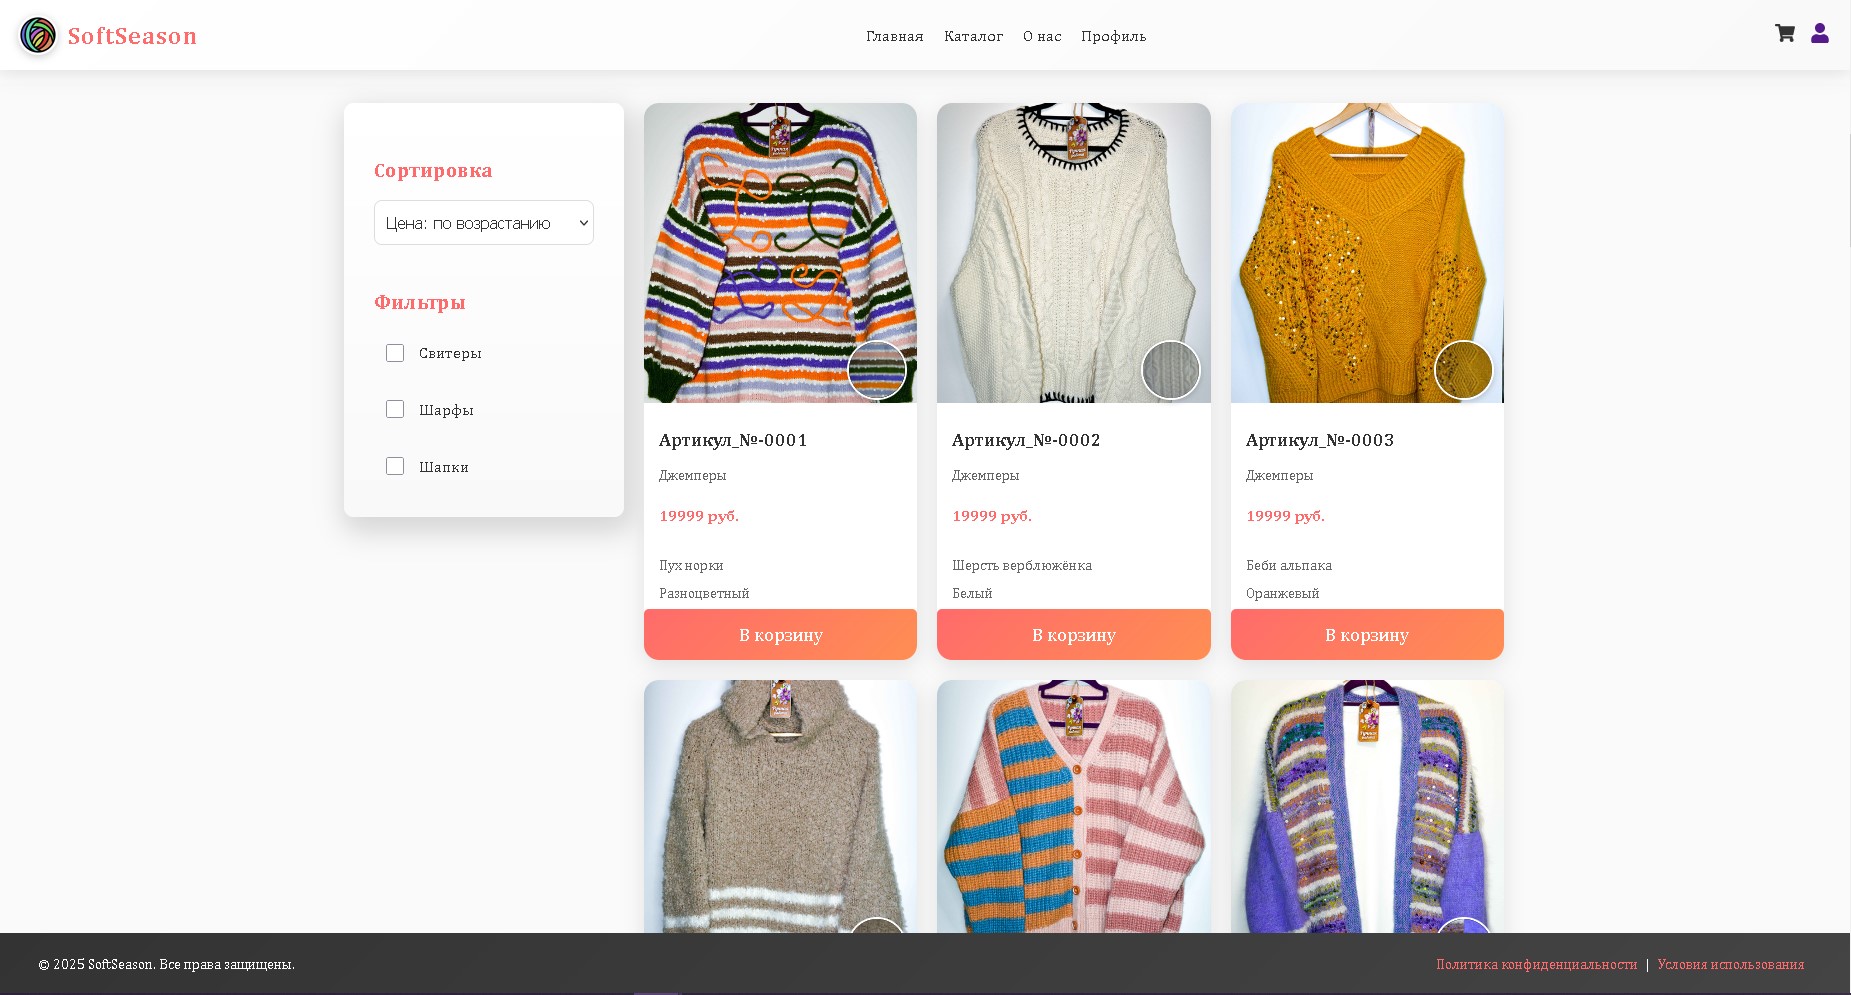 SoftSeason
Главная Каталог О нас Профиль
Сортировка
Цена: по возрастанию
Фильтры
Свитеры
Шарфы
Шапки
Артикул_№-0001
Джемперы
19999 руб.
Пух норки
Разноцветный
В корзину
Артикул_№-0002
Джемперы
19999 руб.
Шерсть верблюжёнка
Белый
В корзину
Артикул_№-0003
Джемперы
19999 руб.
Беби альпака
Оранжевый
В корзину
© 2025 SoftSeason. Все права защищены.
Политика конфиденциальности | Условия использования